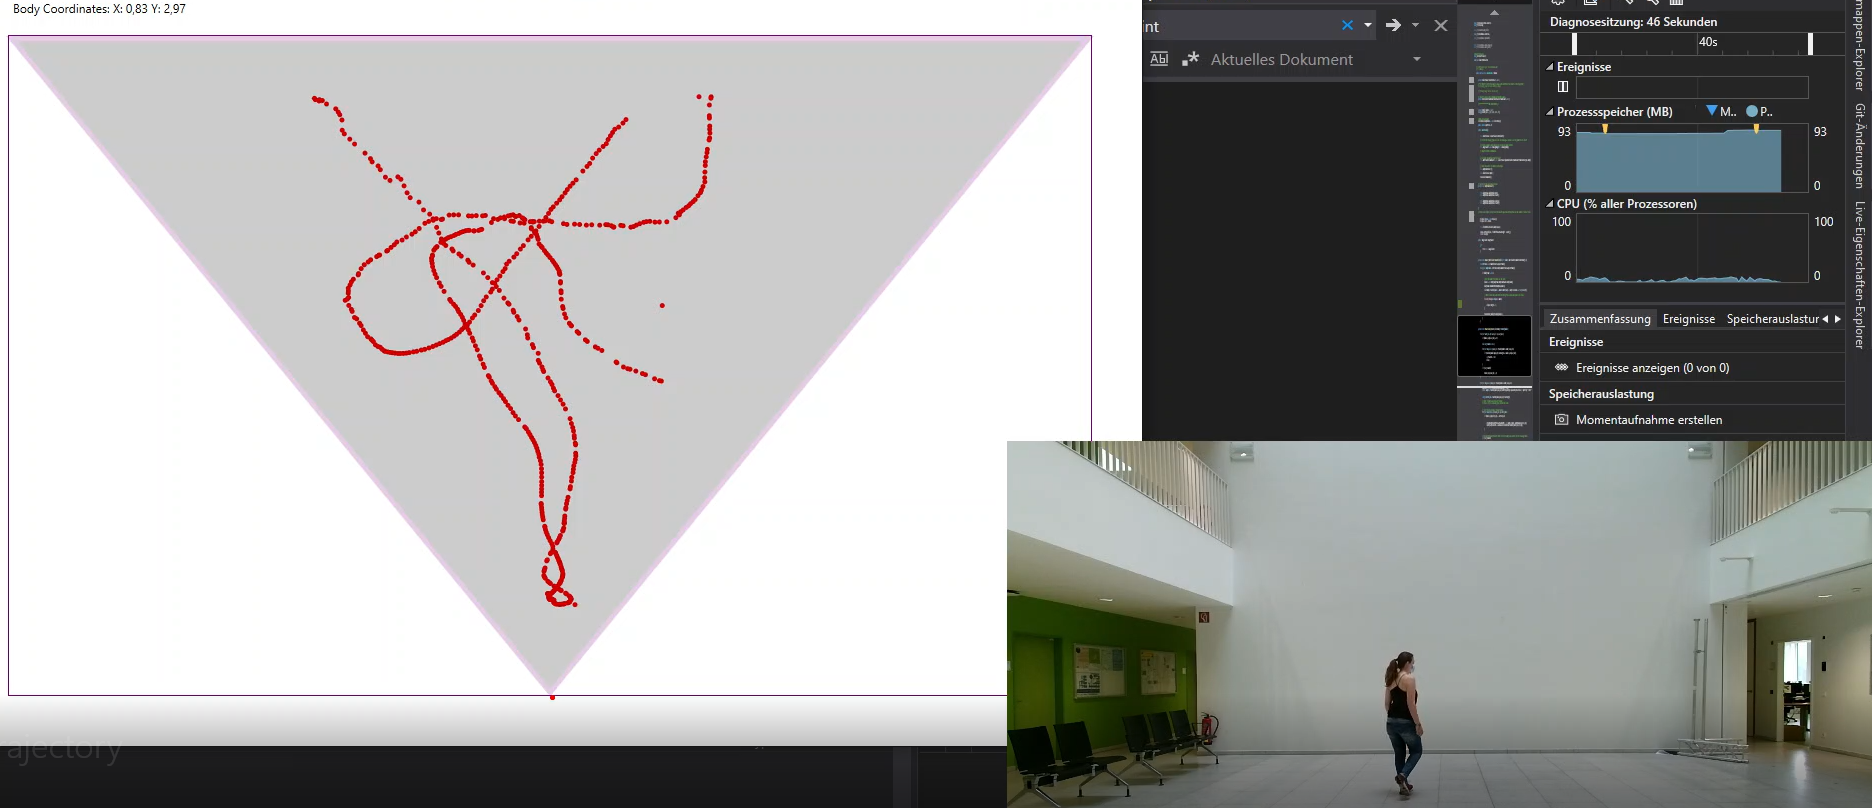 Body Coordinates: X: 0,83 Y: 2,97
int
Abl
Aktuelles Dokument
Diagnosesitzung: 46 Sekunden
40s
Ereignisse
Prozessspeicher (MB)
M..
P..
93
93
0
0
CPU (% aller Prozessoren)
100
100
0
0
Zusammenfassung
Ereignisse
Speicherauslastur
Ereignisse
Ereignisse anzeigen (0 von 0)
Speicherauslastung
Momentaufnahme erstellen
mappen-Explorer
Git-Änderungen
Live-Eigenschaften-Explorer
ajectory